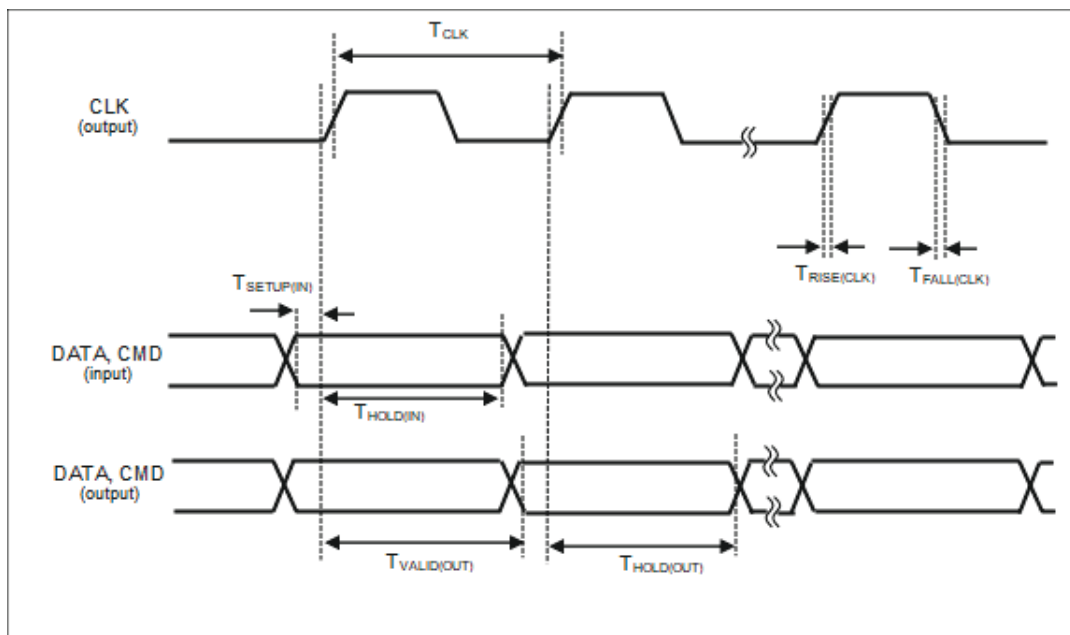 TCLK
CLK
(output)
TRISE(CLK)
TFALL(CLK)
TSETUP(IN)
DATA, CMD
(input)
THOLD(IN)
DATA, CMD
(output)
TVALID(OUT)
THOLD(OUT)